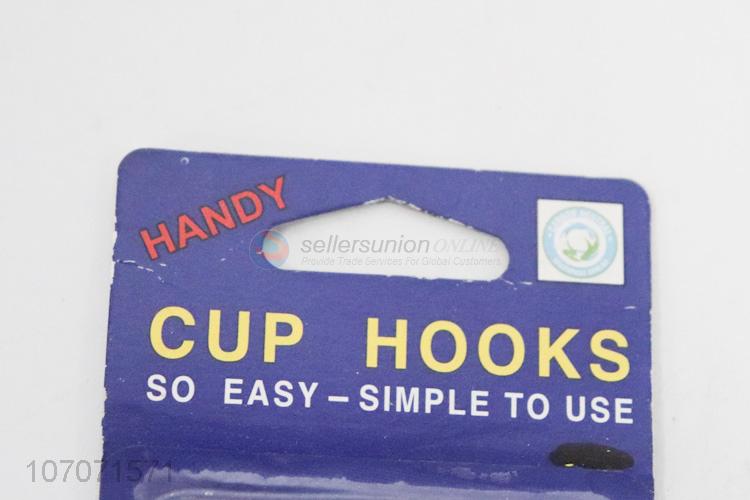 HANDY
sellersunion ONLINE
Provide Trade Services For Global Customers
CUP HOOKS
SO EASY – SIMPLE TO USE
107071571